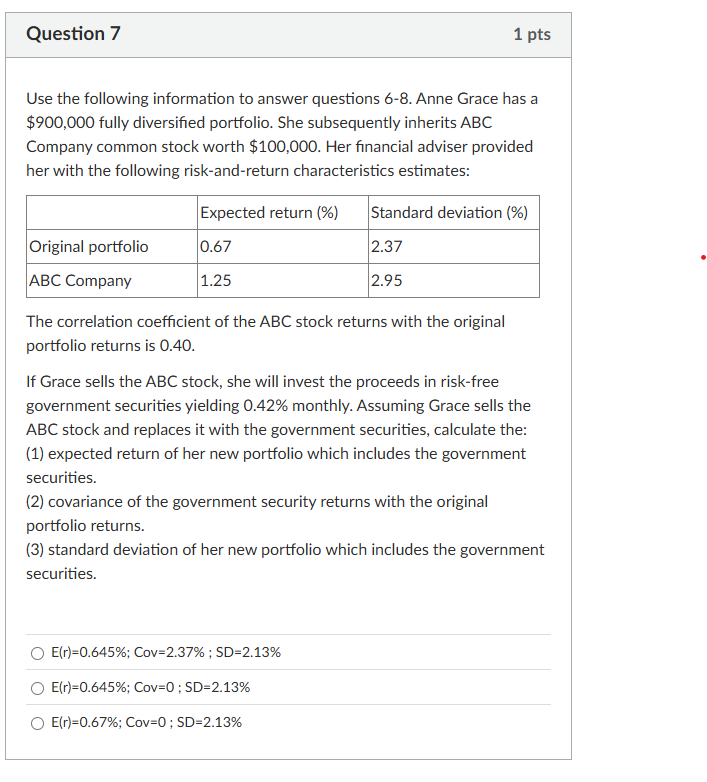 Question 7
1 pts
Use the following information to answer questions 6-8. Anne Grace has a
$900,000 fully diversified portfolio. She subsequently inherits ABC
Company common stock worth $100,000. Her financial adviser provided
her with the following risk-and-return characteristics estimates:
Expected return (%) Standard deviation (%)
Original portfolio 0.67 2.37
ABC Company 1.25 2.95
The correlation coefficient of the ABC stock returns with the original
portfolio returns is 0.40.
If Grace sells the ABC stock, she will invest the proceeds in risk-free
government securities yielding 0.42% monthly. Assuming Grace sells the
ABC stock and replaces it with the government securities, calculate the:
(1) expected return of her new portfolio which includes the government
securities.
(2) covariance of the government security returns with the original
portfolio returns.
(3) standard deviation of her new portfolio which includes the government
securities.
E(r)=0.645%; Cov=2.37% ; SD=2.13%
E(r)=0.645%; Cov=0 ; SD=2.13%
E(r)=0.67%; Cov=0 ; SD=2.13%